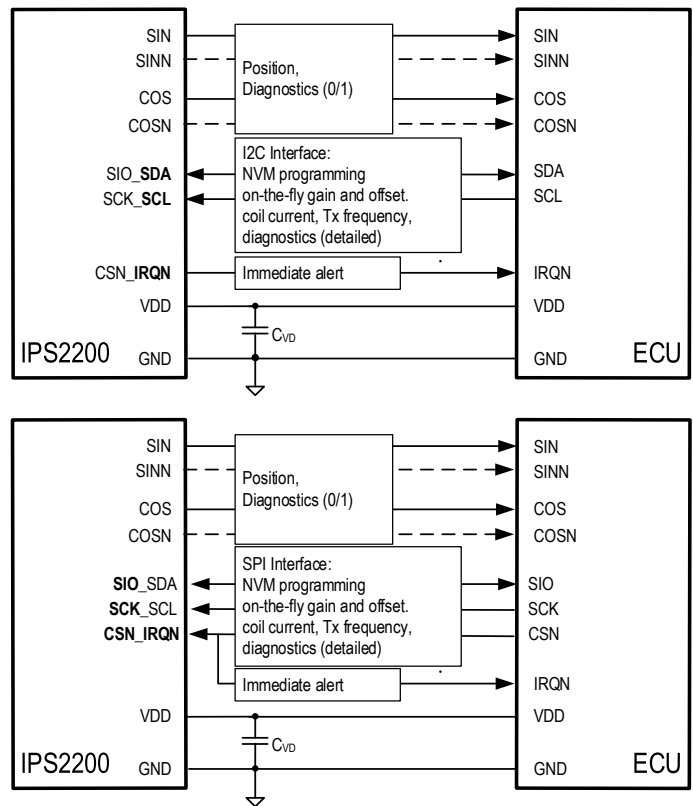 SIN SIN
SINN SINN
Position,
Diagnostics (0/1)
COS COS
COSN COSN
I2C Interface:
SIO_SDA NVM programming SDA
SCK_SCL on-the-fly gain and offset. SCL
coil current, Tx frequency,
diagnostics (detailed)
CSN_IRQN Immediate alert IRQN
VDD VDD
CVD
IPS2200 GND GND ECU
SIN SIN
SINN SINN
Position,
Diagnostics (0/1)
COS COS
COSN COSN
SPI Interface:
SIO_SDA NVM programming SIO
SCK_SCL on-the-fly gain and offset. SCK
CSN_IRQN coil current, Tx frequency, CSN
diagnostics (detailed)
Immediate alert IRQN
VDD VDD
CVD
IPS2200 GND GND ECU